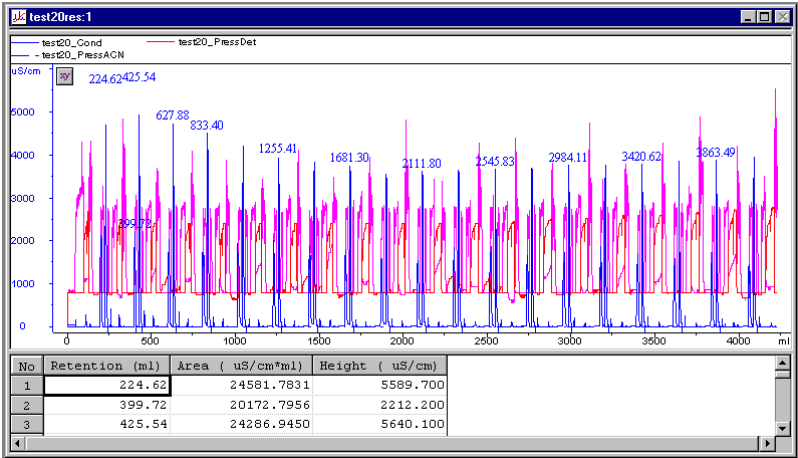 test20res:1
test20_Cond test20_PressDet
- test20_PressACN
uS/cm
xy
224.62 425.54
627.88
833.40
1255.41
1681.30
2111.80
2545.83
2984.11
3420.62
3863.49
399.72
5000
4000
3000
2000
1000
0
0 500 1000 1500 2000 2500 3000 3500 4000 ml
No Retention (ml) Area ( uS/cm*ml) Height ( uS/cm)
1 224.62 24581.7831 5589.700
2 399.72 20172.7956 2212.200
3 425.54 24286.9450 5640.100